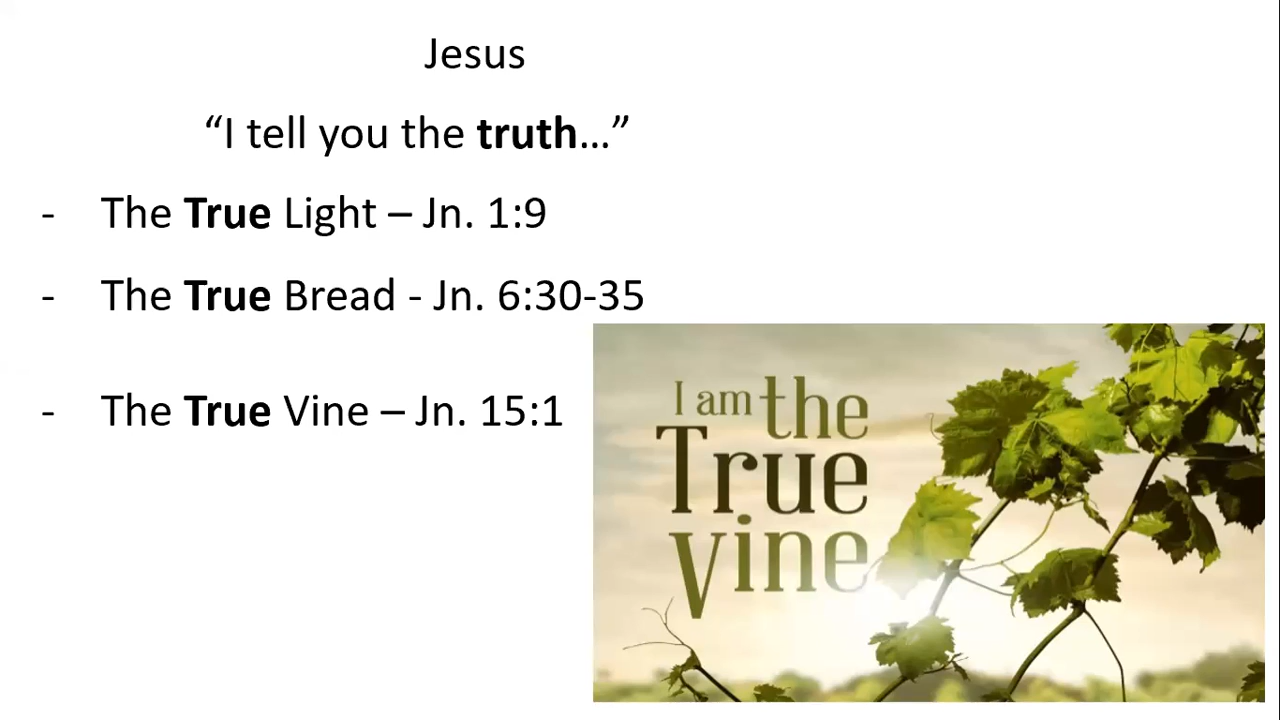 Jesus
“I tell you the truth...”
- The True Light – Jn. 1:9
- The True Bread - Jn. 6:30-35
- The True Vine – Jn. 15:1
I am the
True
vine